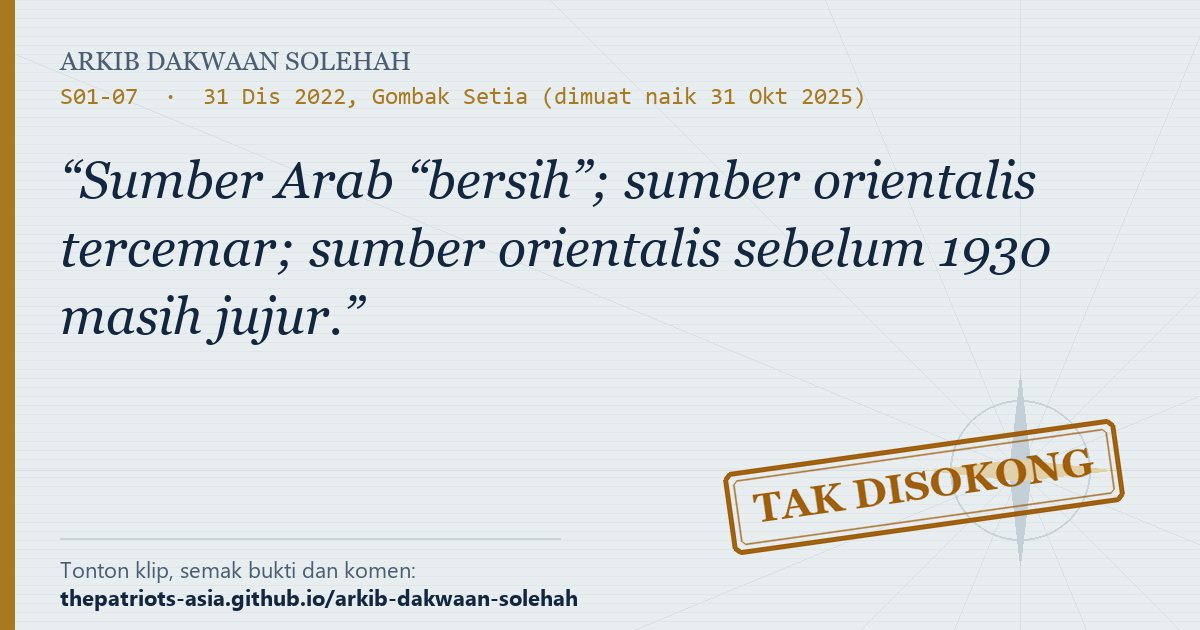 ARKIB DAKWAAN SOLEHAH
S01-07 · 31 Dis 2022, Gombak Setia (dimuat naik 31 Okt 2025)
“Sumber Arab “bersih”; sumber orientalis
tercemar; sumber orientalis sebelum 1930
masih jujur.”
TAK DISOKONG
Tonton klip, semak bukti dan komen:
thepatriots-asia.github.io/arkib-dakwaan-solehah